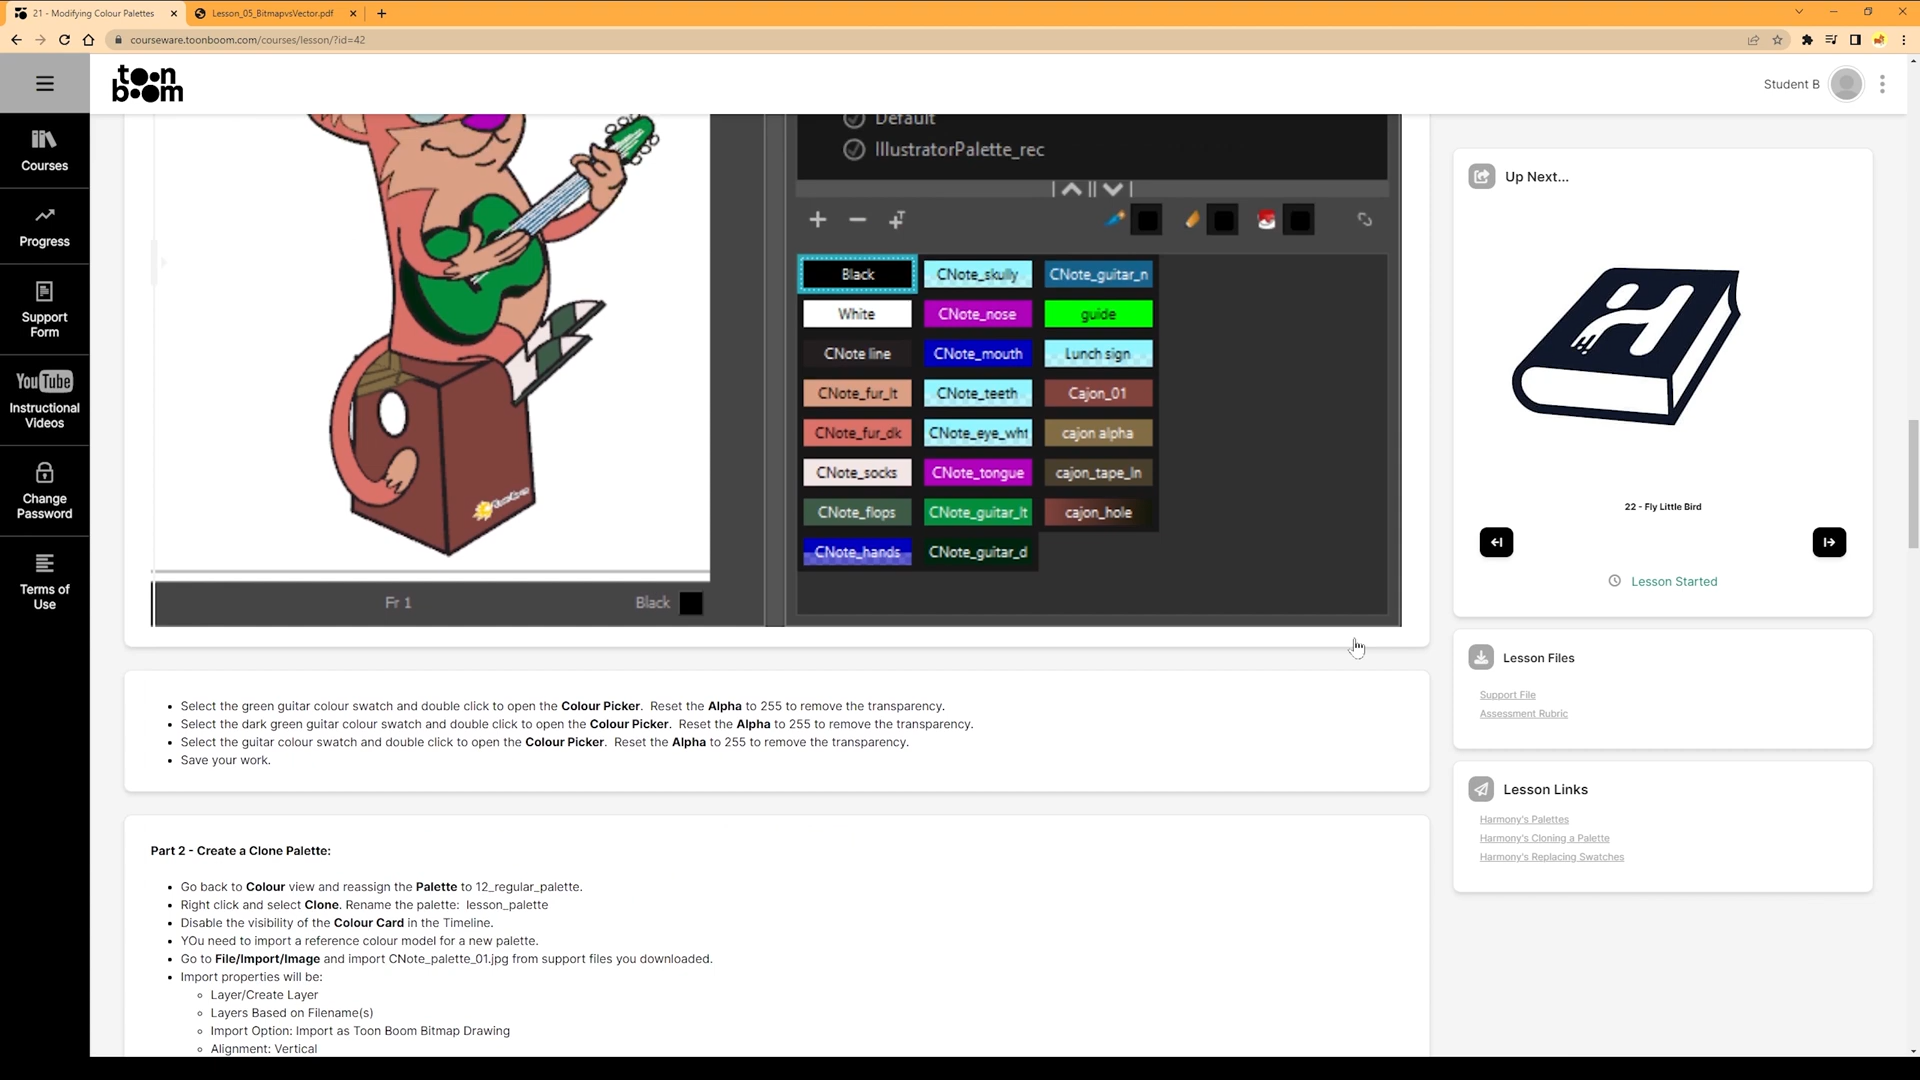 21 - Modifying Colour Palettes
Lesson_05_BitmapvsVector.pdf
courseware.toonboom.com/courses/lesson/?id=42
toon
boom
Student B
Courses
Progress
Support
Form
YouTube
Instructional
Videos
Change
Password
Terms of
Use
Default
IllustratorPalette_rec
Black
CNote_skully
CNote_guitar_n
White
CNote_nose
guide
CNote line
CNote_mouth
Lunch sign
CNote_fur_lt
CNote_teeth
Cajon_01
CNote_fur_dk
CNote_eye_wht
cajon alpha
CNote_socks
CNote_tongue
cajon_tape_ln
CNote_flops
CNote_guitar_lt
cajon_hole
CNote_hands
CNote_guitar_d
Fr 1
Black
Select the green guitar colour swatch and double click to open the Colour Picker. Reset the Alpha to 255 to remove the transparency.
Select the dark green guitar colour swatch and double click to open the Colour Picker. Reset the Alpha to 255 to remove the transparency.
Select the guitar colour swatch and double click to open the Colour Picker. Reset the Alpha to 255 to remove the transparency.
Save your work.
Part 2 - Create a Clone Palette:
Go back to Colour view and reassign the Palette to 12_regular_palette.
Right click and select Clone. Rename the palette: lesson_palette
Disable the visibility of the Colour Card in the Timeline.
YOu need to import a reference colour model for a new palette.
Go to File/Import/Image and import CNote_palette_01.jpg from support files you downloaded.
Import properties will be:
Layer/Create Layer
Layers Based on Filename(s)
Import Option: Import as Toon Boom Bitmap Drawing
Alignment: Vertical
Up Next...
22 - Fly Little Bird
Lesson Started
Lesson Files
Support File
Assessment Rubric
Lesson Links
Harmony's Palettes
Harmony's Cloning a Palette
Harmony's Replacing Swatches